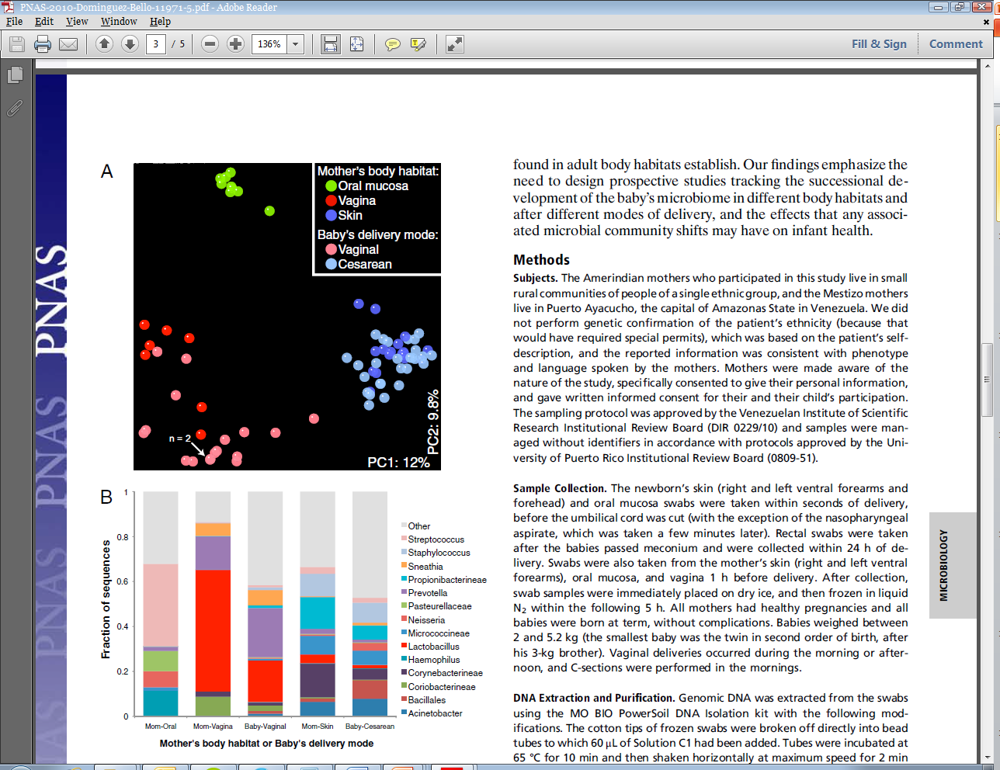 PNAS-2010-Dominguez-Bello-11971-5.pdf - Adobe Reader
File Edit View Window Help
3 / 5 136% Fill & Sign Comment
PNAS PNAS PNAS PNAS
A
Mother's body habitat:
Oral mucosa
Vagina
Skin
Baby's delivery mode:
Vaginal
Cesarean
n = 2
PC2: 9.8%
PC1: 12%
B
Fraction of sequences
1
0.8
0.6
0.4
0.2
0
Mom-Oral Mom-Vagina Baby-Vaginal Mom-Skin Baby-Cesarean
Mother's body habitat or Baby's delivery mode
Other
Streptococcus
Staphylococcus
Sneathia
Propionibacterineae
Prevotella
Pasteurellaceae
Neisseria
Micrococcineae
Lactobacillus
Haemophilus
Corynebacterineae
Coriobacterineae
Bacillales
Acinetobacter
found in adult body habitats establish. Our findings emphasize the
need to design prospective studies tracking the successional de-
velopment of the baby's microbiome in different body habitats and
after different modes of delivery, and the effects that any associ-
ated microbial community shifts may have on infant health.
Methods
Subjects. The Amerindian mothers who participated in this study live in small
rural communities of people of a single ethnic group, and the Mestizo mothers
live in Puerto Ayacucho, the capital of Amazonas State in Venezuela. We did
not perform genetic confirmation of the patient's ethnicity (because that
would have required special permits), which was based on the patient's self-
description, and the reported information was consistent with phenotype
and language spoken by the mothers. Mothers were made aware of the
nature of the study, specifically consented to give their personal information,
and gave written informed consent for their and their child's participation.
The sampling protocol was approved by the Venezuelan Institute of Scientific
Research Institutional Review Board (DIR 0229/10) and samples were man-
aged without identifiers in accordance with protocols approved by the Uni-
versity of Puerto Rico Institutional Review Board (0809-51).
Sample Collection. The newborn's skin (right and left ventral forearms and
forehead) and oral mucosa swabs were taken within seconds of delivery,
before the umbilical cord was cut (with the exception of the nasopharyngeal
aspirate, which was taken a few minutes later). Rectal swabs were taken
after the babies passed meconium and were collected within 24 h of de-
livery. Swabs were also taken from the mother's skin (right and left ventral
forearms), oral mucosa, and vagina 1 h before delivery. After collection,
swab samples were immediately placed on dry ice, and then frozen in liquid
N₂ within the following 5 h. All mothers had healthy pregnancies and all
babies were born at term, without complications. Babies weighed between
2 and 5.2 kg (the smallest baby was the twin in second order of birth, after
his 3-kg brother). Vaginal deliveries occurred during the morning or after-
noon, and C-sections were performed in the mornings.
DNA Extraction and Purification. Genomic DNA was extracted from the swabs
using the MO BIO PowerSoil DNA Isolation kit with the following mod-
ifications. The cotton tips of frozen swabs were broken off directly into bead
tubes to which 60 μL of Solution C1 had been added. Tubes were incubated at
65 °C for 10 min and then shaken horizontally at maximum speed for 2 min
MICROBIOLOGY